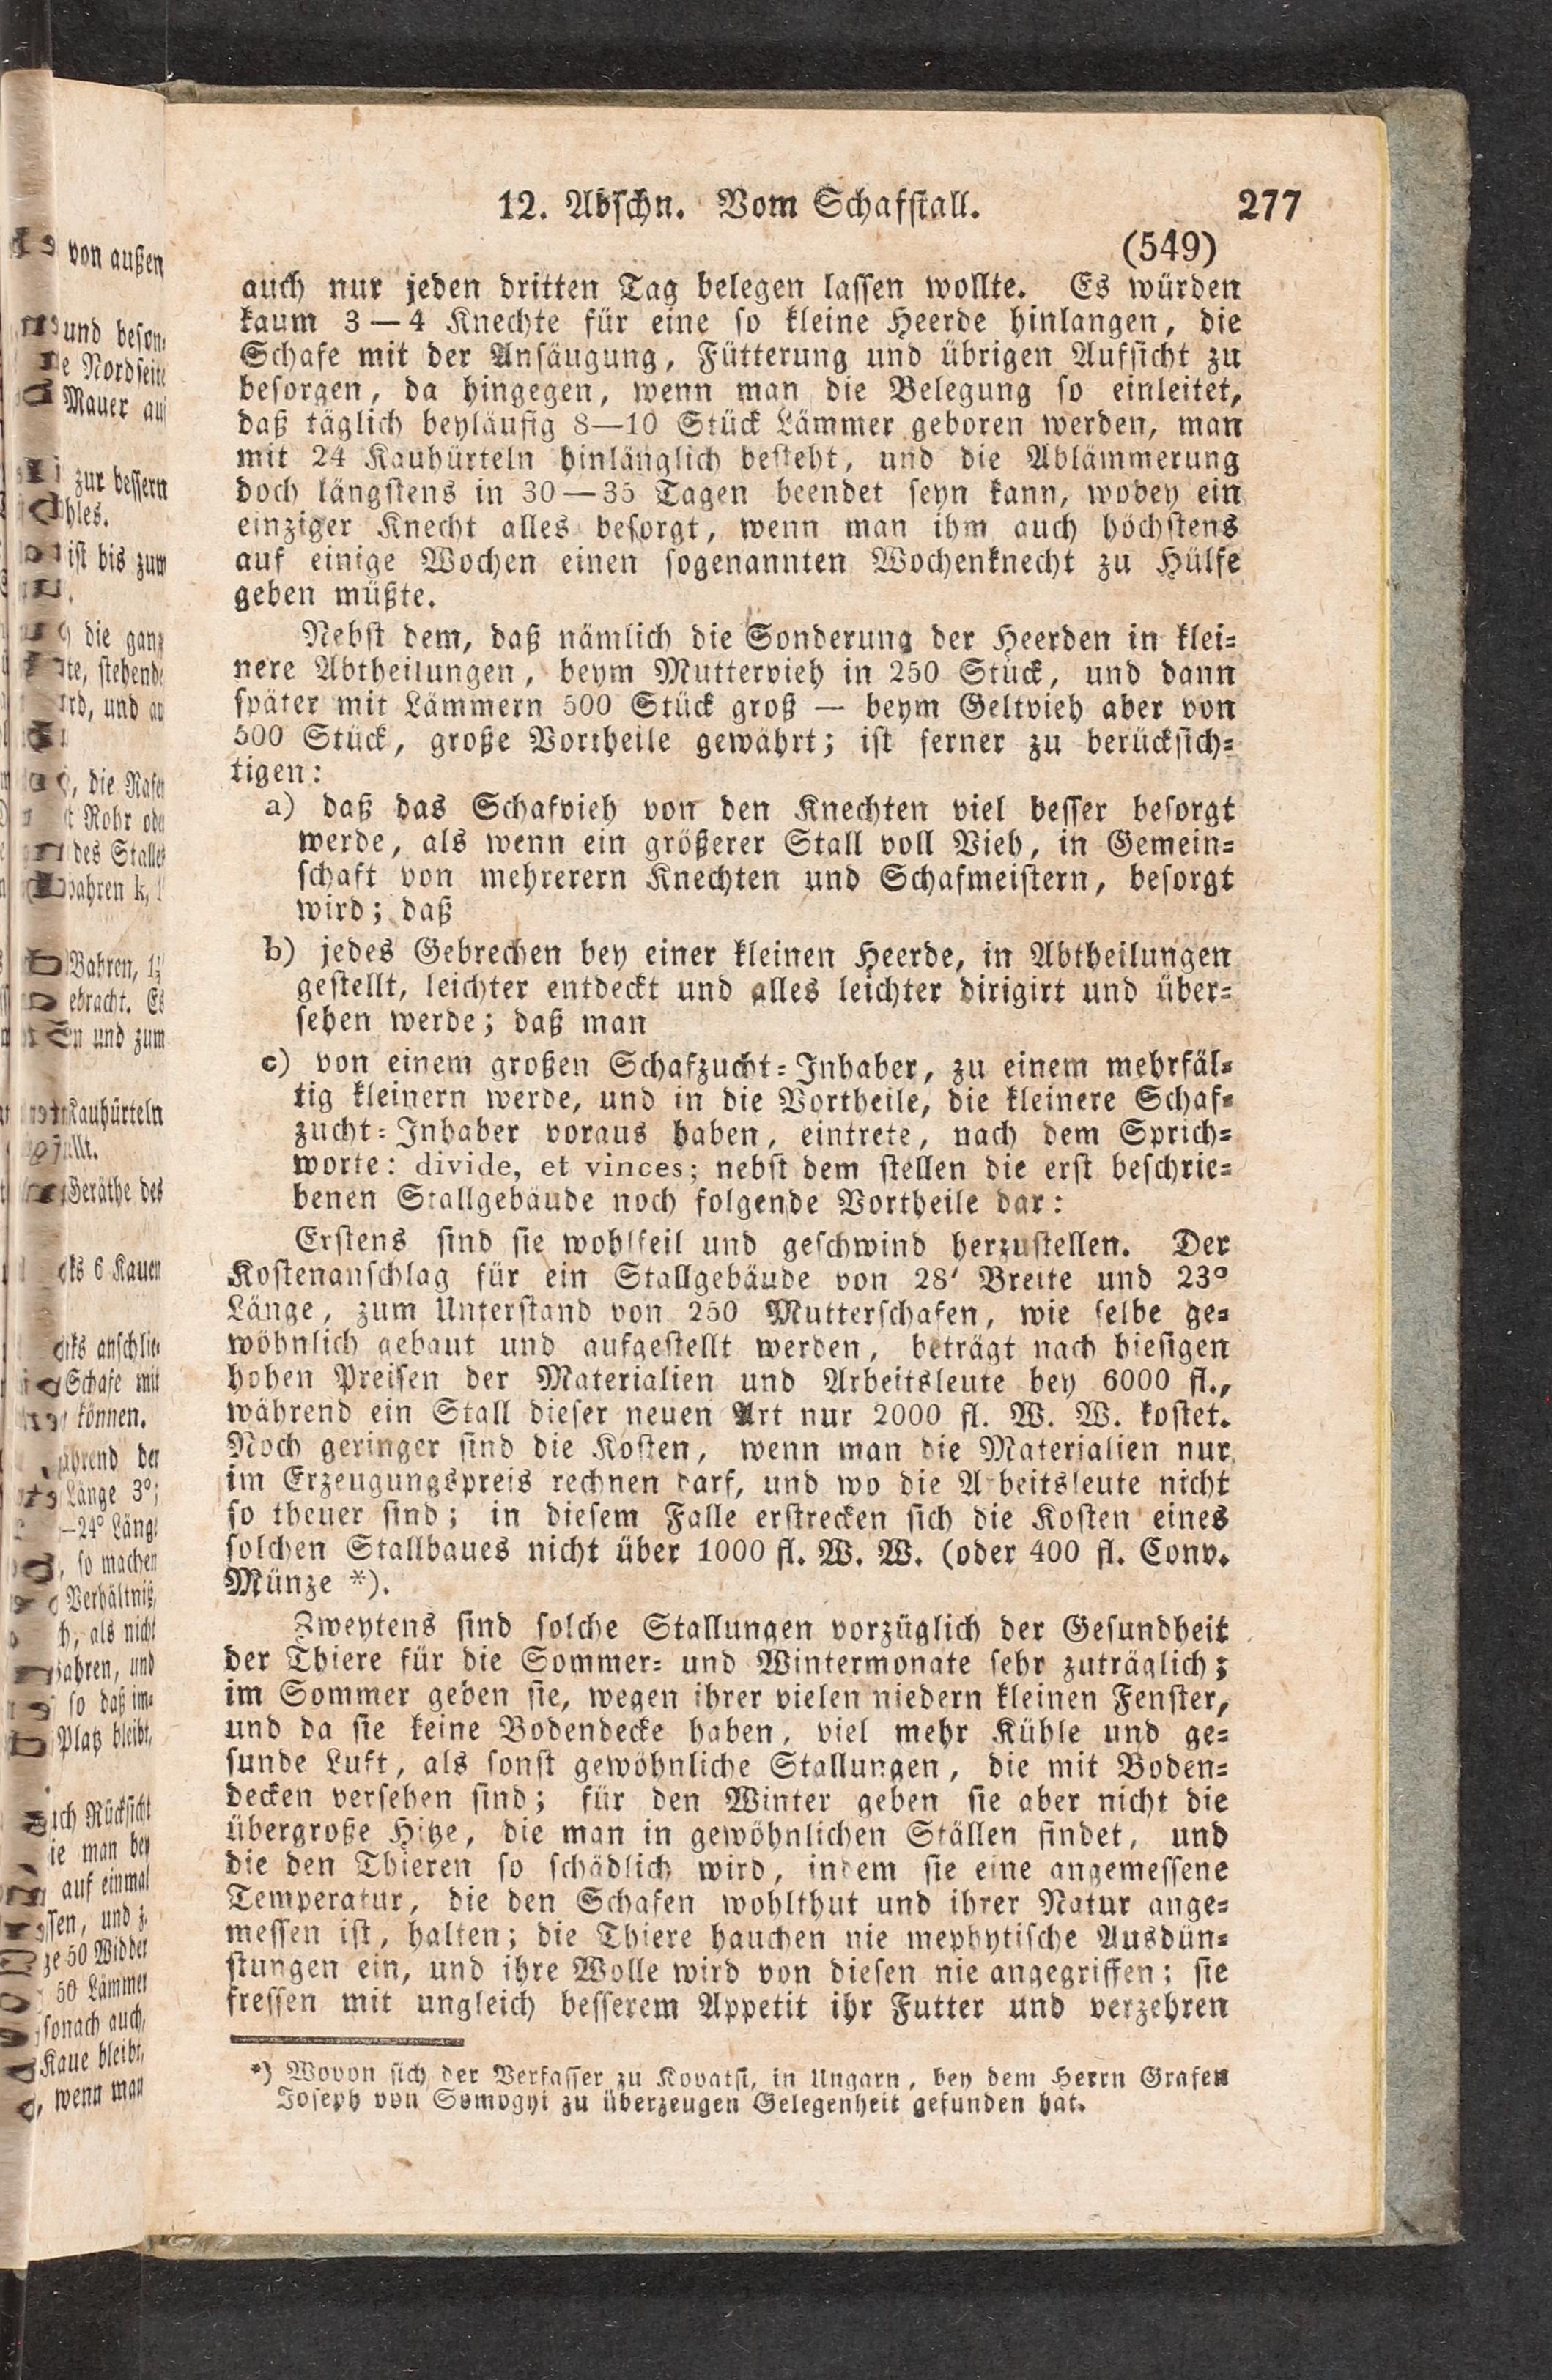 12. Abschn. Vom Schafstall. 277
(549)
auch nur jeden dritten Tag belegen lassen wollte. Es würden
kaum 3 — 4 Knechte für eine so kleine Heerde hinlangen, die
Schafe mit der Ansäugung, Fütterung und übrigen Aufsicht zu
besorgen, da hingegen, wenn man die Belegung so einleitet,
daß täglich beyläufig 8—10 Stück Lämmer geboren werden, man
mit 24 Kauhürteln hinlänglich besteht, und die Ablämmerung
doch längstens in 30 — 35 Tagen beendet seyn kann, wobey ein
einziger Knecht alles besorgt, wenn man ihm auch höchstens
auf einige Wochen einen sogenannten Wochenknecht zu Hülfe
geben müßte.
Nebst dem, daß nämlich die Sonderung der Heerden in klei=
nere Abtheilungen, beym Muttervieh in 250 Stück, und dann
später mit Lämmern 500 Stück groß — beym Geltvieh aber von
500 Stück, große Vortheile gewährt; ist ferner zu berücksich=
tigen:
a) daß das Schafvieh von den Knechten viel besser besorgt
werde, als wenn ein größerer Stall voll Vieh, in Gemein=
schaft von mehrerern Knechten und Schafmeistern, besorgt
wird; daß
b) jedes Gebrechen bey einer kleinen Heerde, in Abtheilungen
gestellt, leichter entdeckt und alles leichter dirigirt und über=
sehen werde; daß man
c) von einem großen Schafzucht=Inhaber, zu einem mehrfäl=
tig kleinern werde, und in die Vortheile, die kleinere Schaf=
zucht=Inhaber voraus haben, eintrete, nach dem Sprich=
worte: divide, et vinces; nebst dem stellen die erst beschrie=
benen Stallgebäude noch folgende Vortheile dar:
Erstens sind sie wohlfeil und geschwind herzustellen. Der
Kostenanschlag für ein Stallgebäude von 28' Breite und 23°
Länge, zum Unterstand von 250 Mutterschafen, wie selbe ge=
wöhnlich gebaut und aufgestellt werden, beträgt nach hiesigen
hohen Preisen der Materialien und Arbeitsleute bey 6000 fl.,
während ein Stall dieser neuen Art nur 2000 fl. W. W. kostet.
Noch geringer sind die Kosten, wenn man die Materialien nur
im Erzeugungspreis rechnen darf, und wo die Arbeitsleute nicht
so theuer sind; in diesem Falle erstrecken sich die Kosten eines
solchen Stallbaues nicht über 1000 fl. W. W. (oder 400 fl. Conv.
Münze *).
Zweytens sind solche Stallungen vorzüglich der Gesundheit
der Thiere für die Sommer= und Wintermonate sehr zuträglich;
im Sommer geben sie, wegen ihrer vielen niedern kleinen Fenster,
und da sie keine Bodendecke haben, viel mehr Kühle und ge=
sunde Luft, als sonst gewöhnliche Stallungen, die mit Boden=
decken versehen sind; für den Winter geben sie aber nicht die
übergroße Hitze, die man in gewöhnlichen Ställen findet, und
die den Thieren so schädlich wird, indem sie eine angemessene
Temperatur, die den Schafen wohlthut und ihrer Natur ange=
messen ist, halten; die Thiere hauchen nie mephytische Ausdün=
stungen ein, und ihre Wolle wird von diesen nie angegriffen; sie
fressen mit ungleich besserem Appetit ihr Futter und verzehren
*) Wovon sich der Verfasser zu Kovatsi, in Ungarn, bey dem Herrn Grafen
Joseph von Somogyi zu überzeugen Gelegenheit gefunden hat.